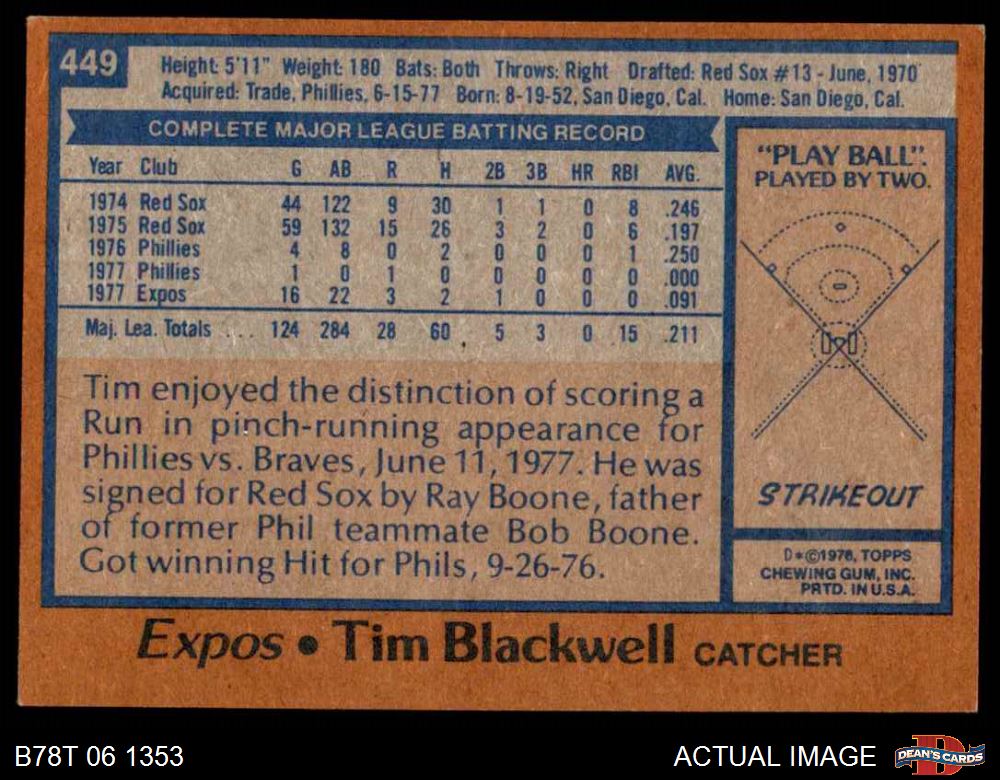 449
Height: 5'11" Weight: 180 Bats: Both Throws: Right Drafted: Red Sox #13 - June, 1970
Acquired: Trade, Phillies, 6-15-77 Born: 8-19-52, San Diego, Cal. Home: San Diego, Cal.
COMPLETE MAJOR LEAGUE BATTING RECORD
Year Club G AB R H 2B 3B HR RBI AVG.
1974 Red Sox 44 122 9 30 1 1 0 8 .246
1975 Red Sox 59 132 15 26 3 2 0 6 .197
1976 Phillies 4 8 0 2 0 0 0 1 .250
1977 Phillies 1 0 1 0 0 0 0 0 .000
1977 Expos 16 22 3 2 1 0 0 0 .091
Maj. Lea. Totals .... 124 284 28 60 5 3 0 15 .211
Tim enjoyed the distinction of scoring a
Run in pinch-running appearance for
Phillies vs. Braves, June 11, 1977. He was
signed for Red Sox by Ray Boone, father
of former Phil teammate Bob Boone.
Got winning Hit for Phils, 9-26-76.
"PLAY BALL".
PLAYED BY TWO.
STRIKEOUT
D*©1978, TOPPS
CHEWING GUM, INC.
PRTD. IN U.S.A.
Expos • Tim Blackwell CATCHER
B78T 06 1353
ACTUAL IMAGE
D
DEAN'S CARDS